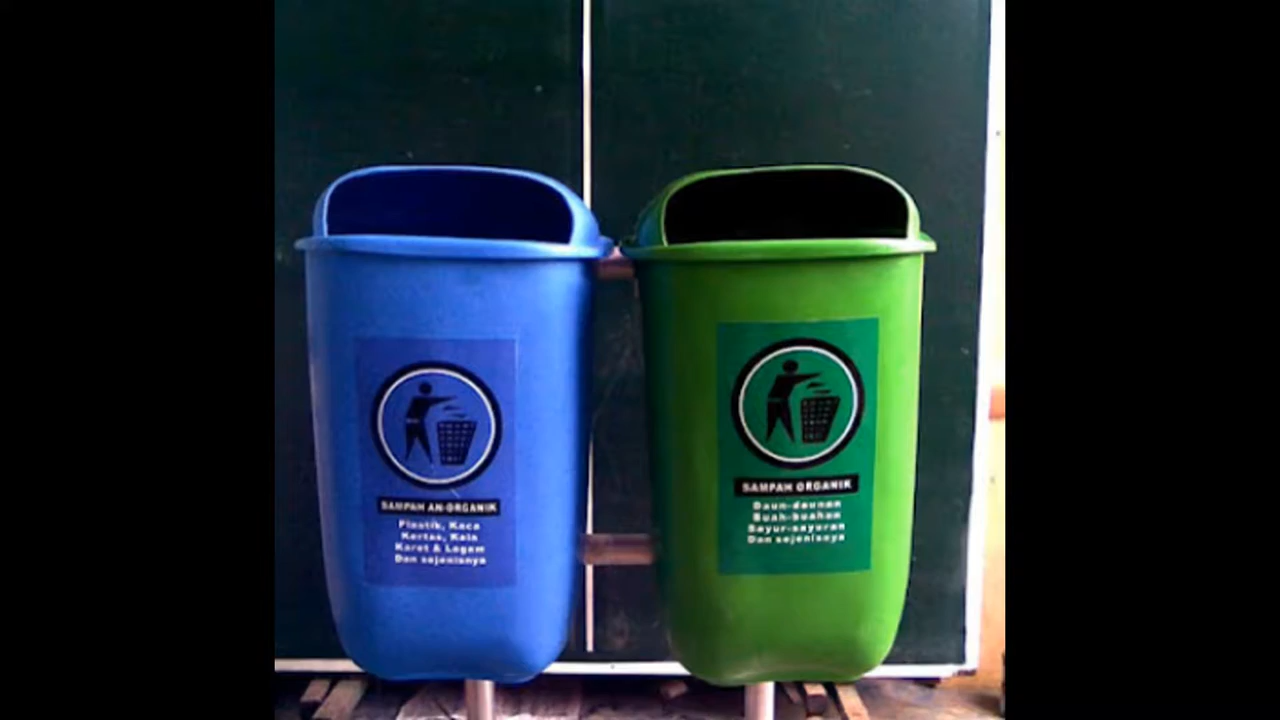 SAMPAH AN-ORGANIK
Plastik, Kaca
Kertas, Kain
Karet & Logam
Dan sejenisnya
SAMPAH ORGANIK
Daun-daunan
Buah-buahan
Sayur-sayuran
Dan sejenisnya